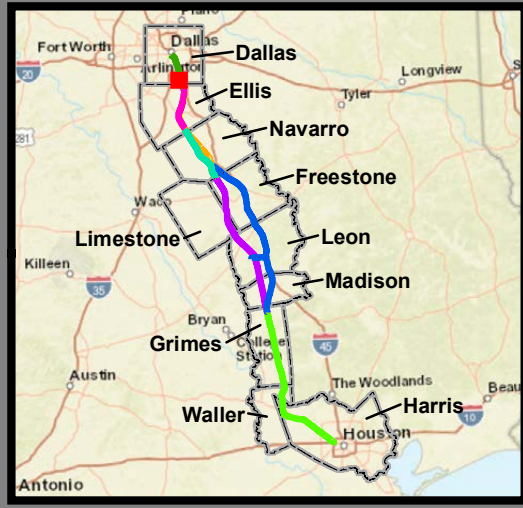 Plano
Fort Worth
Dallas
Dallas
Arlington
20
Longview
Ellis
Tyler
281
Navarro
Freestone
Waco
Limestone
Leon
Killeen
Madison
35
Bryan
Grimes
College
Station
45
Austin
The Woodlands
Waller
Harris
Beau
10
Houston
Antonio